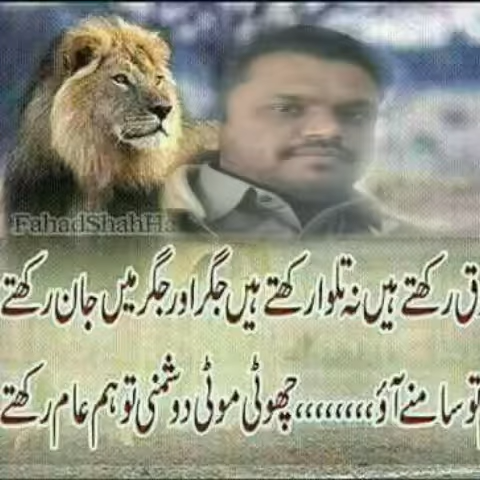 FahadShahHa
ق رکھتے ہیں نہ تلوار رکھتے ہیں جگر اور جگر میں جان رکھتے
تو سامنے آؤ،،،،،،،،،چھوٹی موٹی دوشمنی تو ہم عام رکھتے